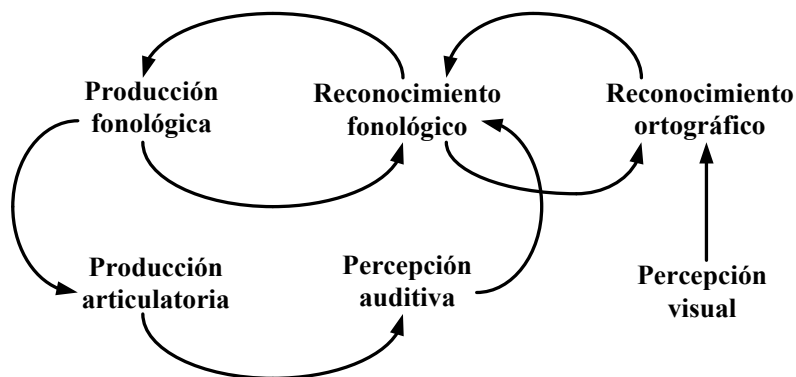 Producción
fonológica
Reconocimiento
fonológico
Reconocimiento
ortográfico
Producción
articulatoria
Percepción
auditiva
Percepción
visual